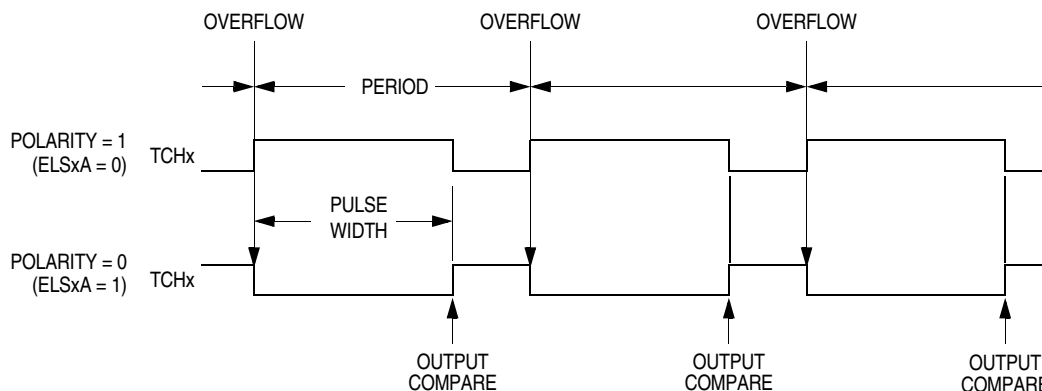 OVERFLOW OVERFLOW OVERFLOW
PERIOD
POLARITY = 1
(ELSxA = 0)
TCHx
PULSE
WIDTH
POLARITY = 0
(ELSxA = 1)
TCHx
OUTPUT
COMPARE
OUTPUT
COMPARE
OUTPUT
COMPARE